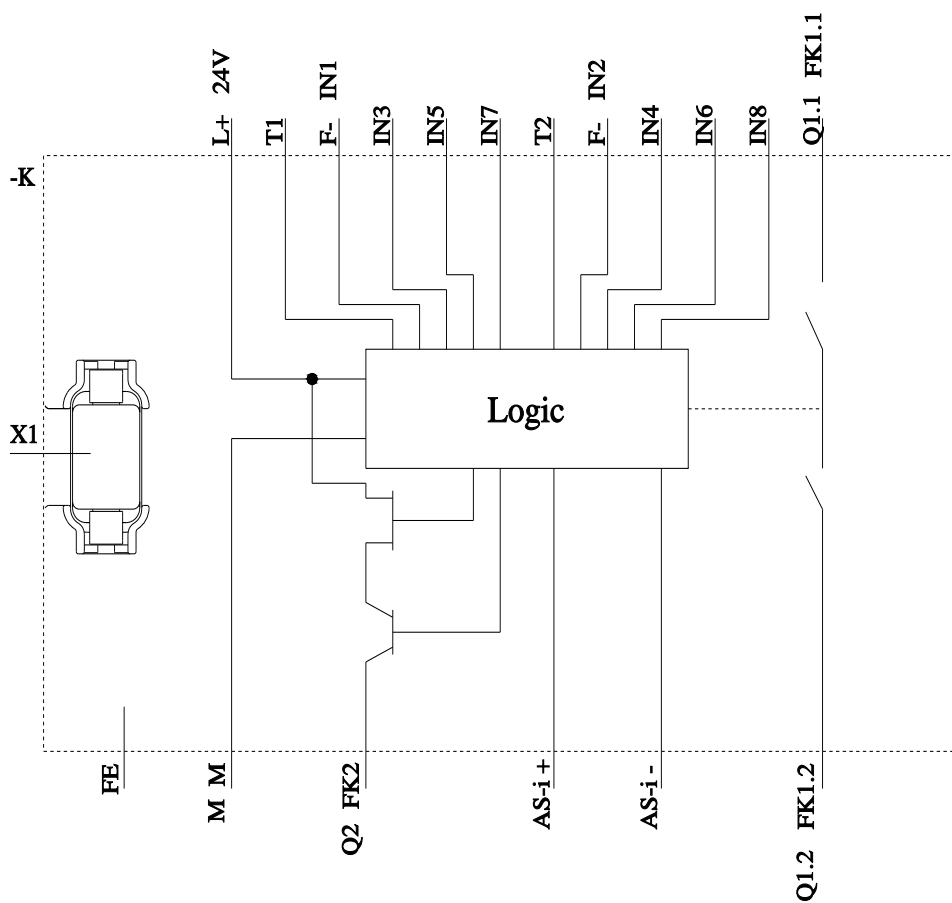 L+ 24V
T1
F- IN1
IN3
IN5
IN7
T2
F- IN2
IN4
IN6
IN8
Q1.1 FK1.1
-K
Logic
X1
FE
M M
Q2 FK2
AS-i +
AS-i -
Q1.2 FK1.2